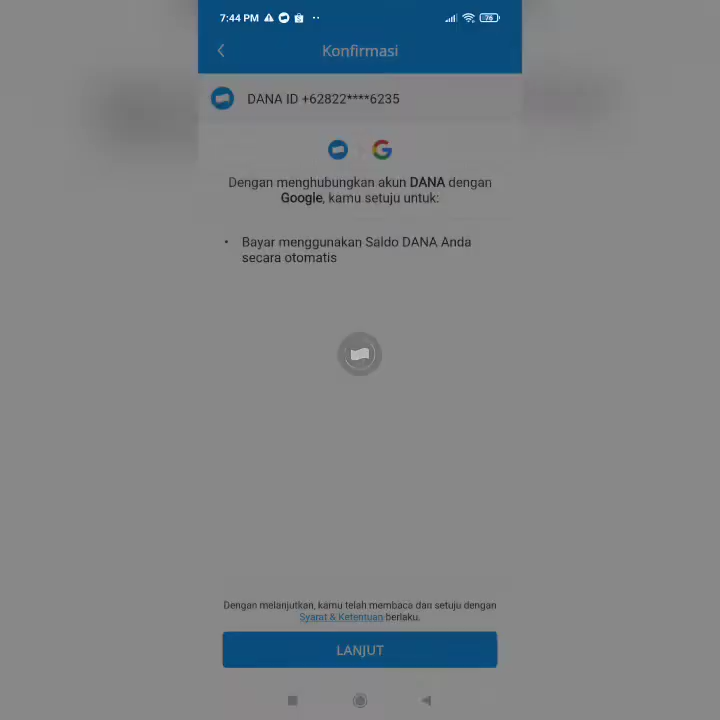 7:44 PM
76
Konfirmasi
DANA ID +62822****6235
Dengan menghubungkan akun DANA dengan
Google, kamu setuju untuk:
• Bayar menggunakan Saldo DANA Anda
secara otomatis
Dengan melanjutkan, kamu telah membaca dan setuju dengan
Syarat & Ketentuan berlaku.
LANJUT